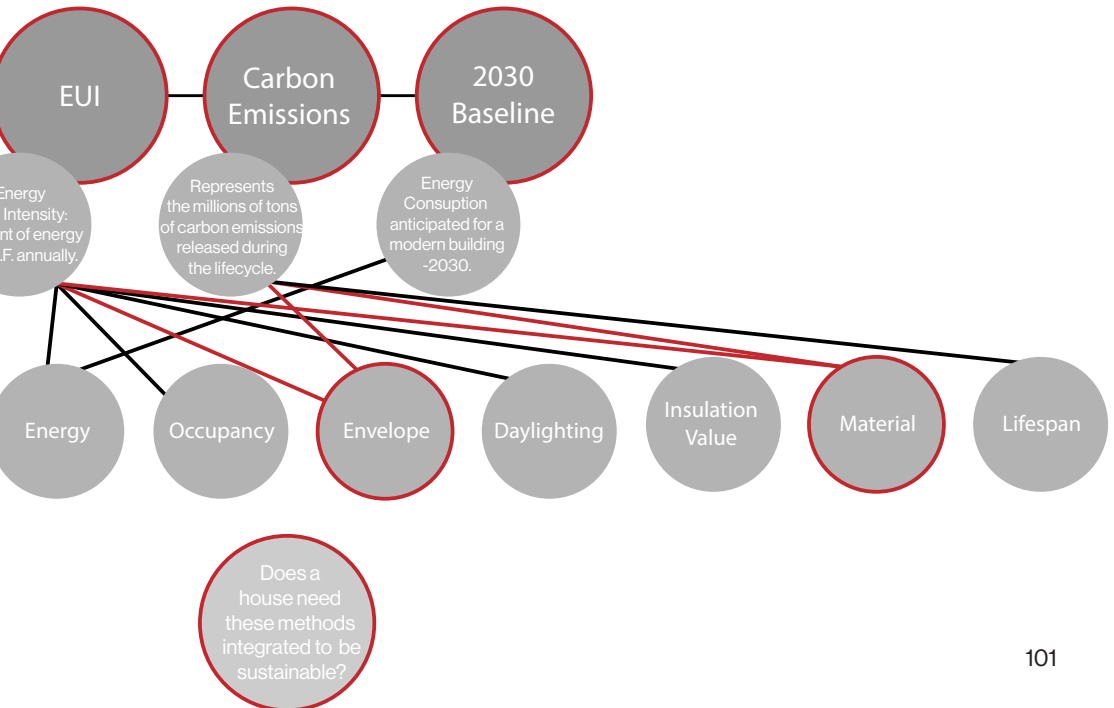 EUI
Carbon
Emissions
2030
Baseline
Energy
Intensity:
of energy
annually.
Represents
the millions of tons
of carbon emissions
released during
the lifecycle.
Energy
Consuption
anticipated for a
modern building
-2030.
Energy
Occupancy
Envelope
Daylighting
Insulation
Value
Material
Lifespan
Does a
house need
these methods
integrated to be
sustainable?
101